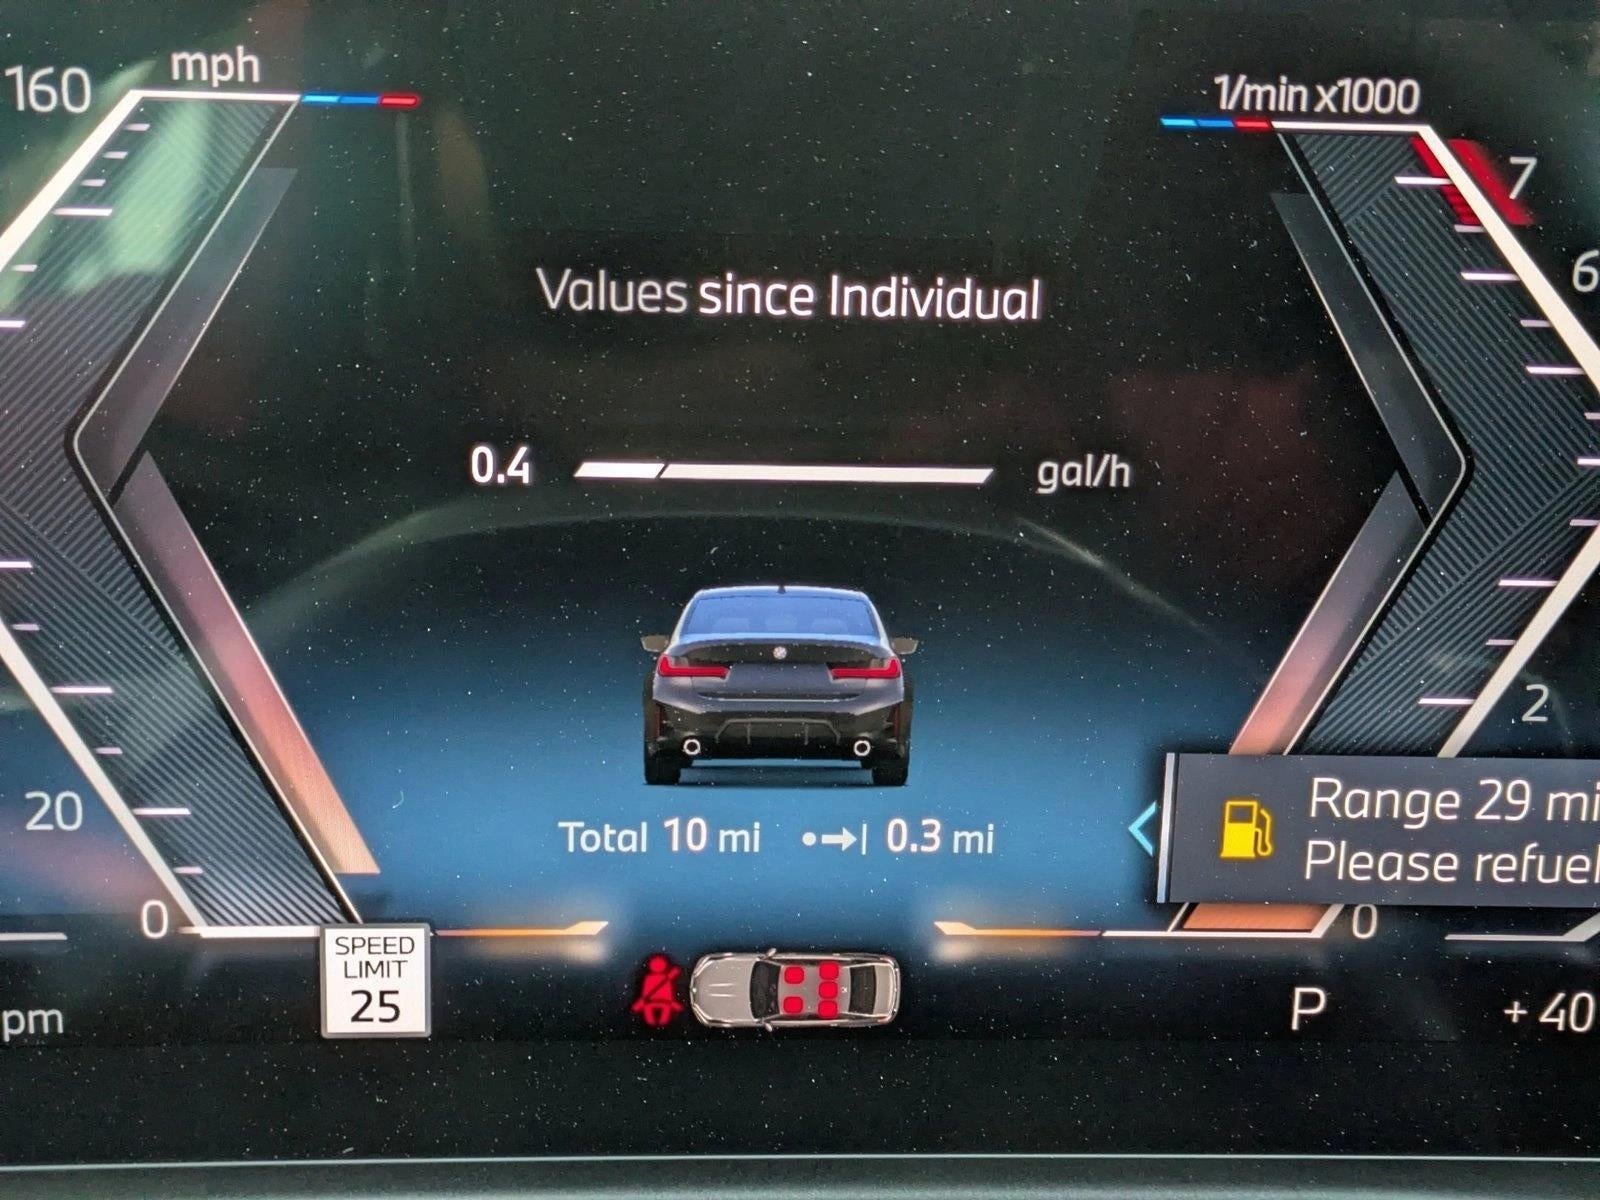 160
mph
1/min x1000
7
6
Values since Individual
0.4 gal/h
2
Range 29 mi
Please refuel
20
Total 10 mi 0.3 mi
0
0
SPEED
LIMIT
25
pm
P
+ 40